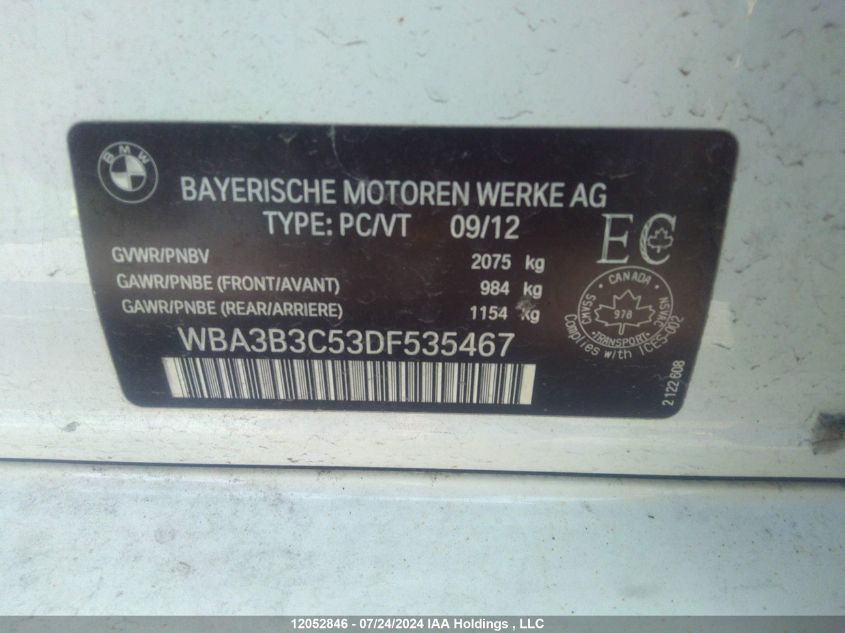 BMW
BAYERISCHE MOTOREN WERKE AG
TYPE: PC/VT 09/12
EC
GVWR/PNBV 2075 kg
GAWR/PNBE (FRONT/AVANT) 984 kg
GAWR/PNBE (REAR/ARRIERE) 1154 kg
CANADA
CMVSS
978
NSVAC
TRANSPORT
Complies with ICES-002
WBA3B3C53DF535467
2 122 608
12052846 - 07/24/2024 IAA Holdings , LLC